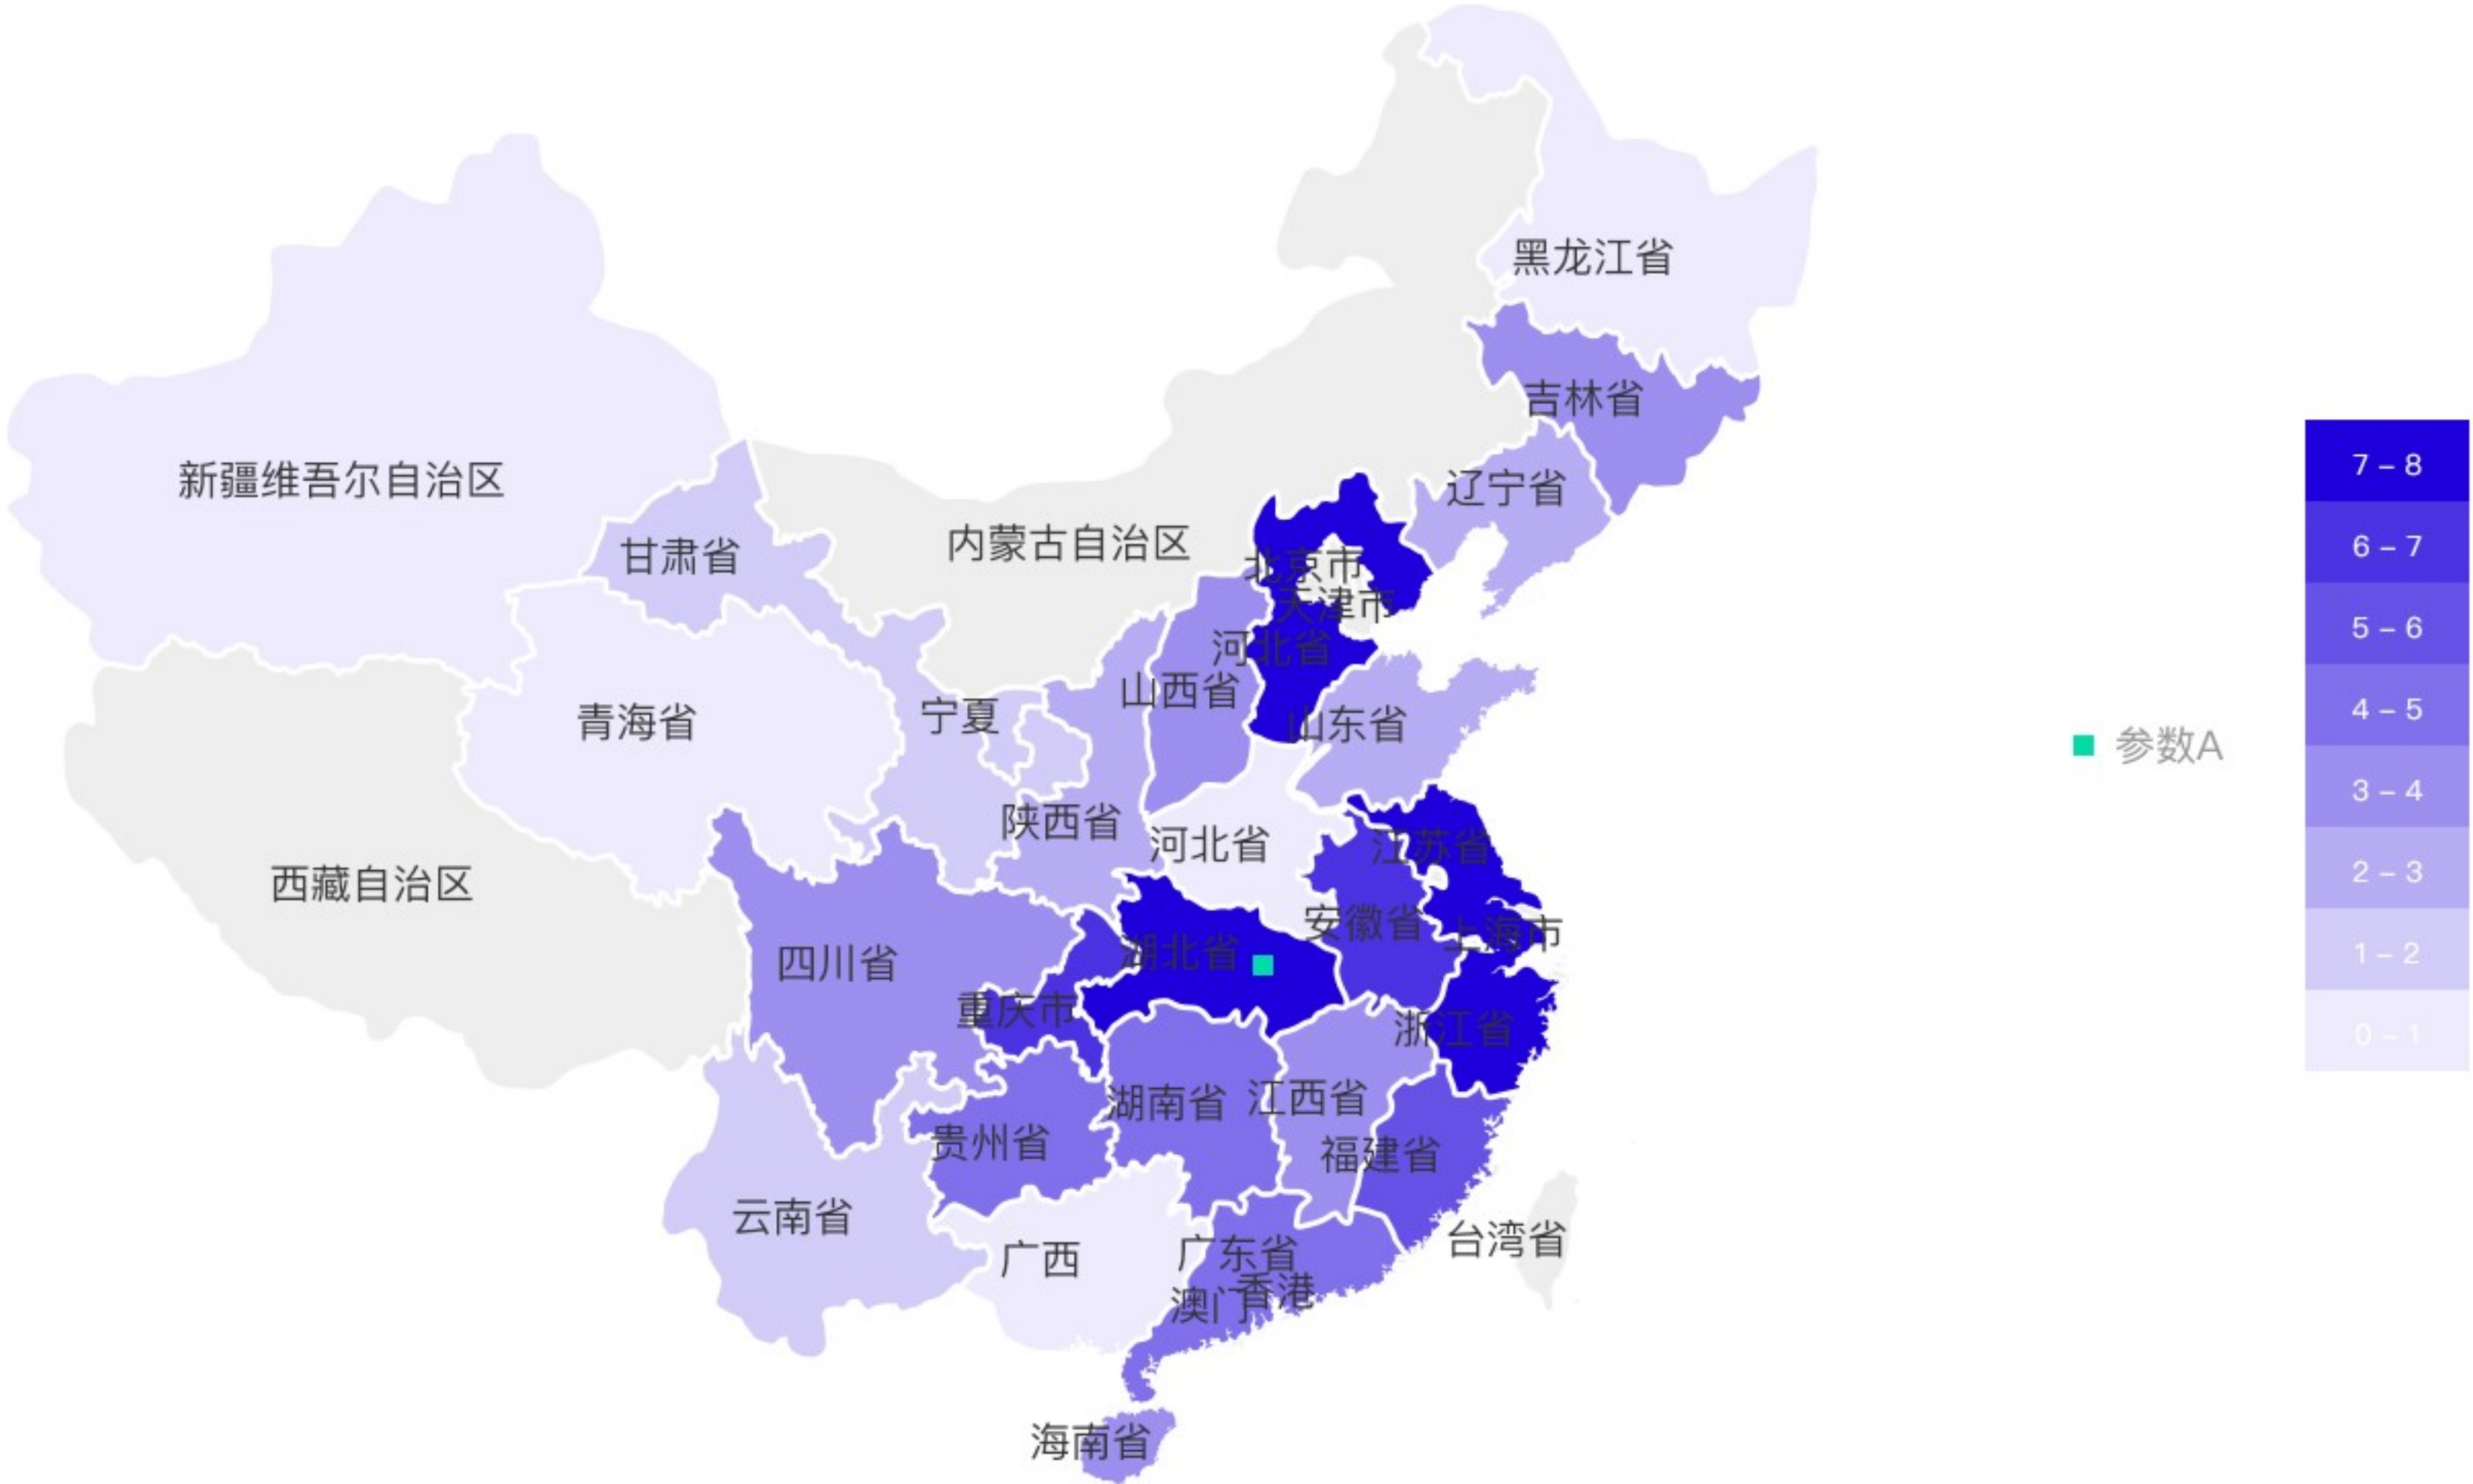 黑龙江省
吉林省
新疆维吾尔自治区
辽宁省
内蒙古自治区
甘肃省
北京市
天津市
河北省
山西省
宁夏
青海省
山东省
陕西省
河北省
江苏省
西藏自治区
安徽省
上海市
湖北省
四川省
重庆市
浙江省
湖南省
江西省
贵州省
福建省
云南省
台湾省
广东省
广西
香港
澳门
海南省
参数A
7 – 8
6 – 7
5 – 6
4 – 5
3 – 4
2 – 3
1 – 2
0 – 1